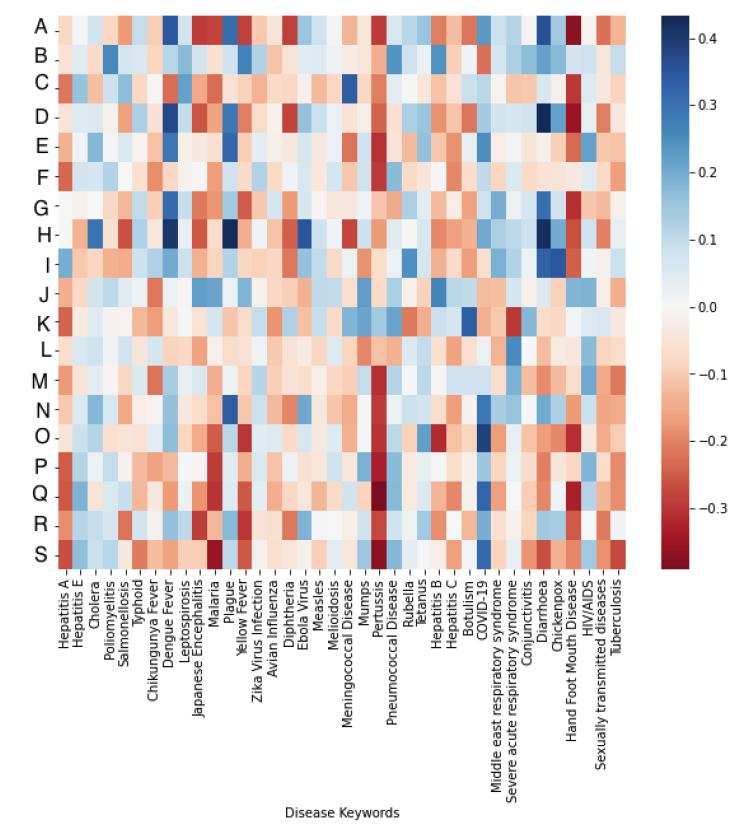 A
B
C
D
E
F
G
H
I
J
K
L
M
N
O
P
Q
R
S
Hepatitis A
Hepatitis E
Cholera
Poliomyelitis
Salmonellosis
Typhoid
Chikungunya Fever
Dengue Fever
Leptospirosis
Japanese Encephalitis
Malaria
Plague
Yellow Fever
Zika Virus Infection
Avian Influenza
Diphtheria
Ebola Virus
Measles
Melioidosis
Meningococcal Disease
Mumps
Pertussis
Pneumococcal Disease
Rubella
Tetanus
Hepatitis B
Hepatitis C
Botulism
COVID-19
Middle east respiratory syndrome
Severe acute respiratory syndrome
Conjunctivitis
Diarrhoea
Chickenpox
Hand Foot Mouth Disease
HIV/AIDS
Sexually transmitted diseases
Tuberculosis
Disease Keywords
0.4
0.3
0.2
0.1
0.0
−0.1
−0.2
−0.3